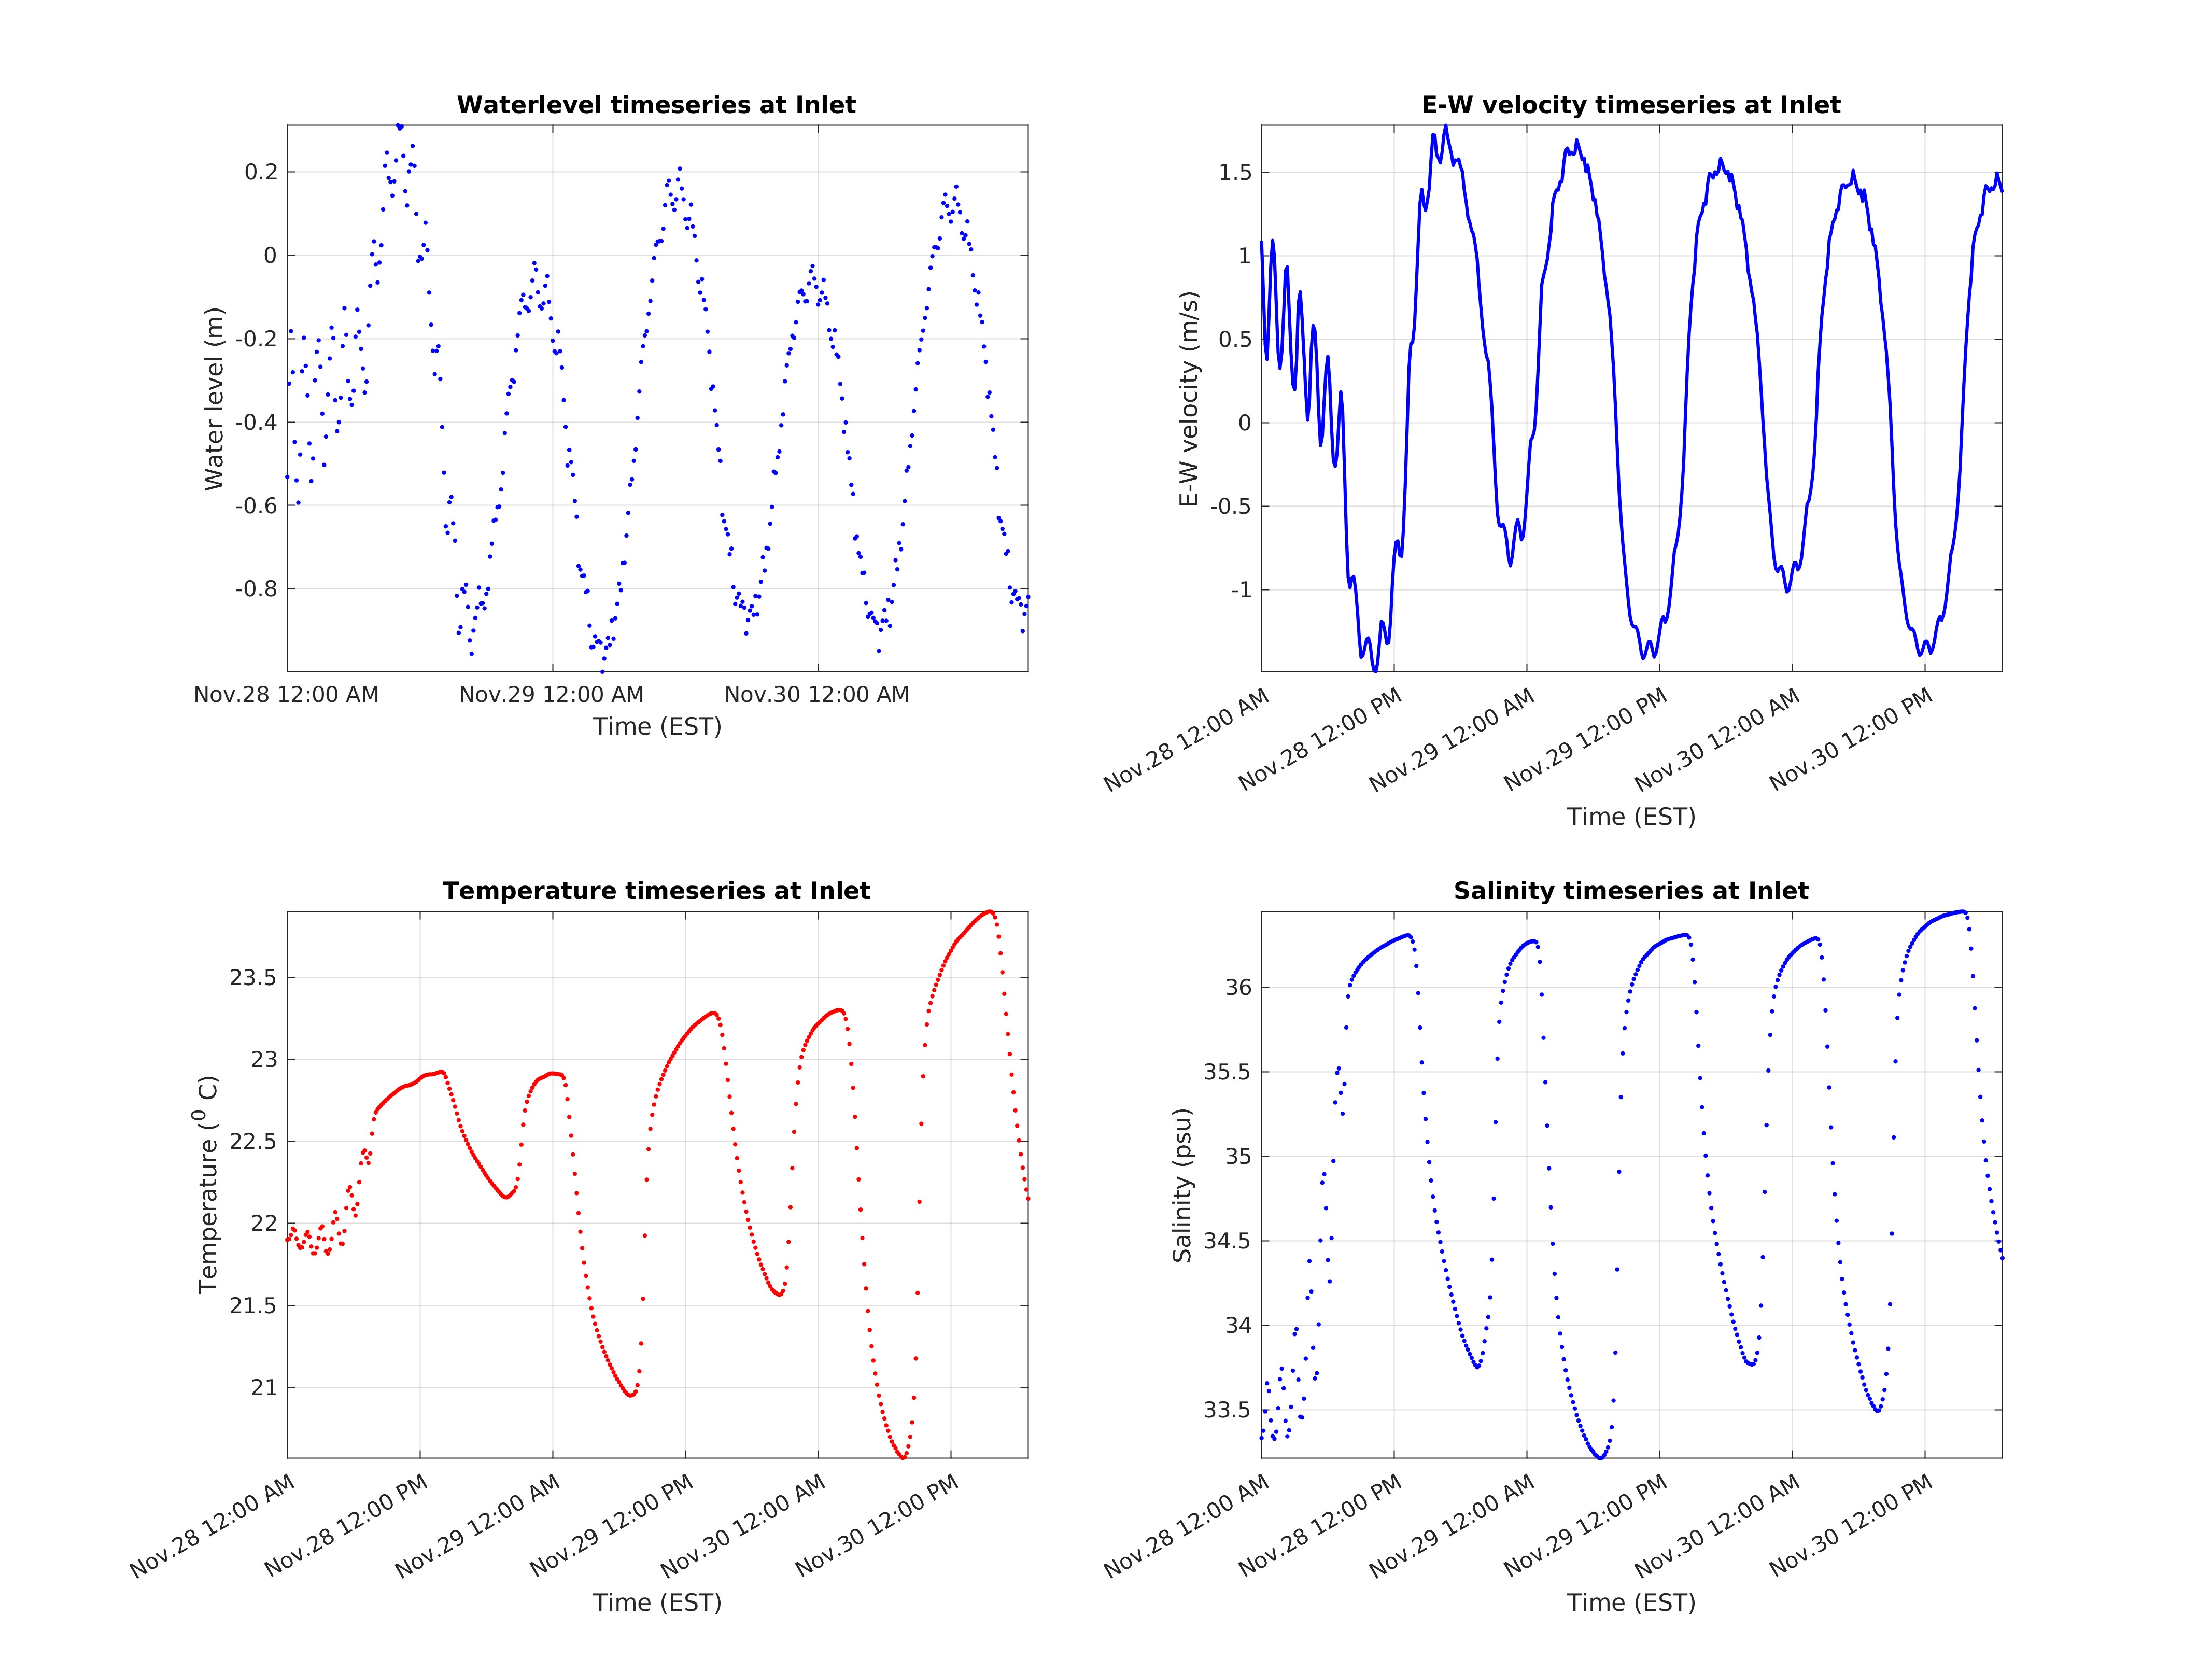 Waterlevel timeseries at Inlet
Water level (m)
0.2
0
-0.2
-0.4
-0.6
-0.8
Nov.28 12:00 AM
Nov.29 12:00 AM
Nov.30 12:00 AM
Time (EST)
E-W velocity timeseries at Inlet
E-W velocity (m/s)
1.5
1
0.5
0
-0.5
-1
Nov.28 12:00 AM
Nov.28 12:00 PM
Nov.29 12:00 AM
Nov.29 12:00 PM
Nov.30 12:00 AM
Nov.30 12:00 PM
Time (EST)
Temperature timeseries at Inlet
Temperature (⁰ C)
23.5
23
22.5
22
21.5
21
Nov.28 12:00 AM
Nov.28 12:00 PM
Nov.29 12:00 AM
Nov.29 12:00 PM
Nov.30 12:00 AM
Nov.30 12:00 PM
Time (EST)
Salinity timeseries at Inlet
Salinity (psu)
36
35.5
35
34.5
34
33.5
Nov.28 12:00 AM
Nov.28 12:00 PM
Nov.29 12:00 AM
Nov.29 12:00 PM
Nov.30 12:00 AM
Nov.30 12:00 PM
Time (EST)